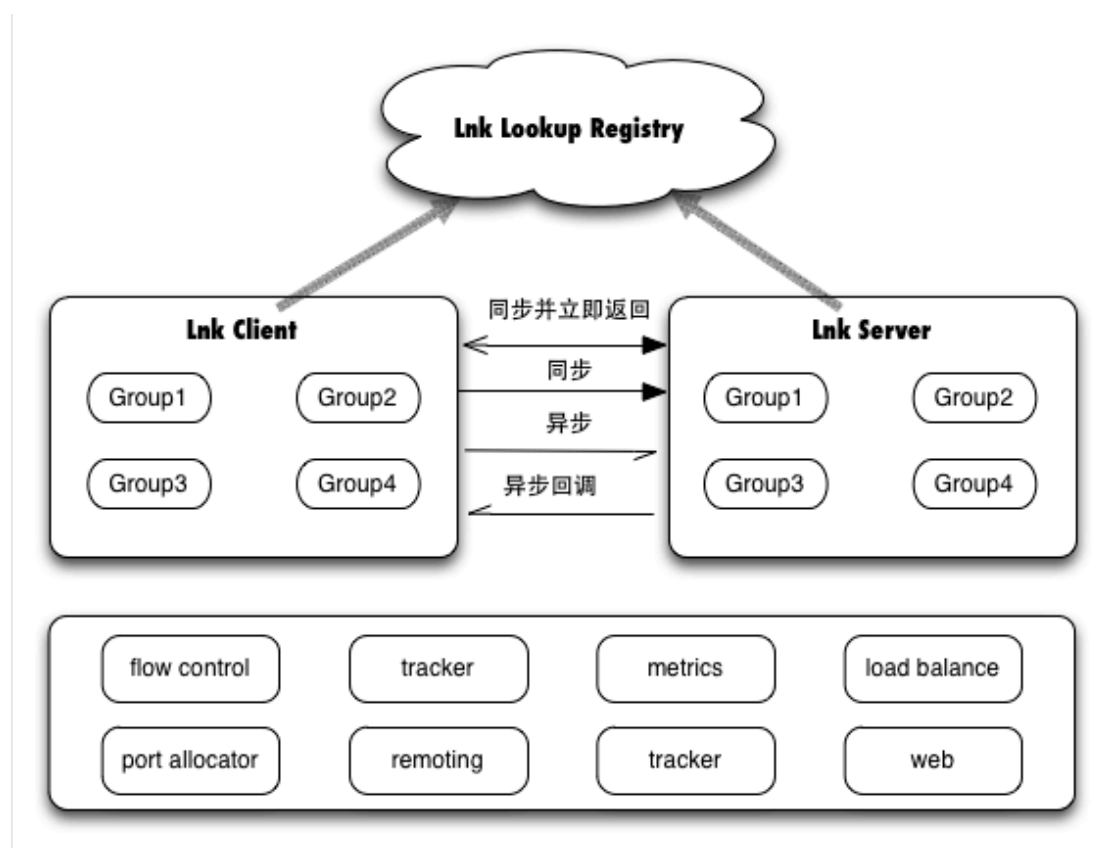 Lnk Lookup Registry
同步并立即返回
Lnk Client
Lnk Server
同步
Group1
Group2
Group1
Group2
异步
Group3
Group4
异步回调
Group3
Group4
flow control
tracker
metrics
load balance
port allocator
remoting
tracker
web